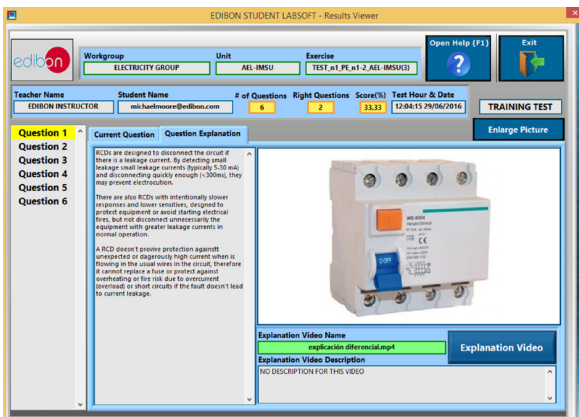 EDIBON STUDENT LABSOFT - Results Viewer
edibon
Workgroup
ELECTRICITY GROUP
Unit
AEL-IMSU
Exercise
TEST_n1_PE_n1-2_AEL-IMSU(3)
Open Help (F1)
?
Exit
Teacher Name
EDIBON INSTRUCTOR
Student Name
michaelmoore@edibon.com
# of Questions
6
Right Questions
2
Score(%)
33,33
Test Hour & Date
12:04:15 29/06/2016
TRAINING TEST
Question 1
Question 2
Question 3
Question 4
Question 5
Question 6
Current Question
Question Explanation
Enlarge Picture
RCDs are designed to disconnect the circuit if
there is a leakage current. By detecting small
leakage small leakage currents (typically 5-30 mA)
and disconnecting quickly enough (<300ms), they
may prevent electrocution.
There are also RCDs with intentionally slower
responses and lower sensitives, designed to
protect equipment or avoid starting electrical
fires, but not disconnect unnecessarily the
equipment with greater leakage currents in
normal operation.
A RCD doesn't provive protection againstt
unexpected or dagerously high current when is
flowing in the usual wires in the circuit, therefore
it cannot replace a fuse or protect against
overheating or fire risk due to overcurrent
(overload) or short circuits if the fault doesn't lead
to current leakage.
CE
OFF
Explanation Video Name
explicación diferencial.mp4
Explanation Video
Explanation Video Description
NO DESCRIPTION FOR THIS VIDEO